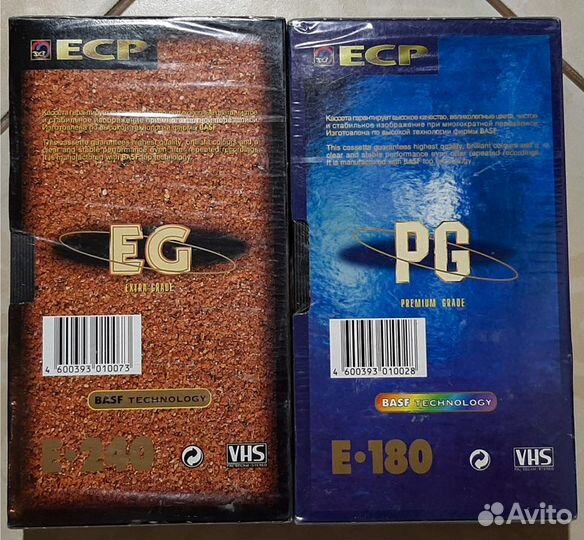 3X7 ECP
Кассета гарантирует
и стабильное изображение при многократной перезаписи.
Изготовлена по высокой технологии фирмы BASF.
This cassette guarantees highest quality, brilliant colours and a
clear and stable performance even after repeated recordings.
It is manufactured with BASF top technology.
EG
EXTRA GRADE
4 600393 010073
BASF TECHNOLOGY
E•240
VHS
3X7 ECP
Кассета гарантирует высокое качество, великолепные цвета, чистое
и стабильное изображение при многократной перезаписи.
Изготовлена по высокой технологии фирмы BASF.
This cassette guarantees highest quality, brilliant colours and a
clear and stable performance even after repeated recordings.
It is manufactured with BASF top technology.
PG
PREMIUM GRADE
4 600393 010028
BASF TECHNOLOGY
E•180
VHS
Avito